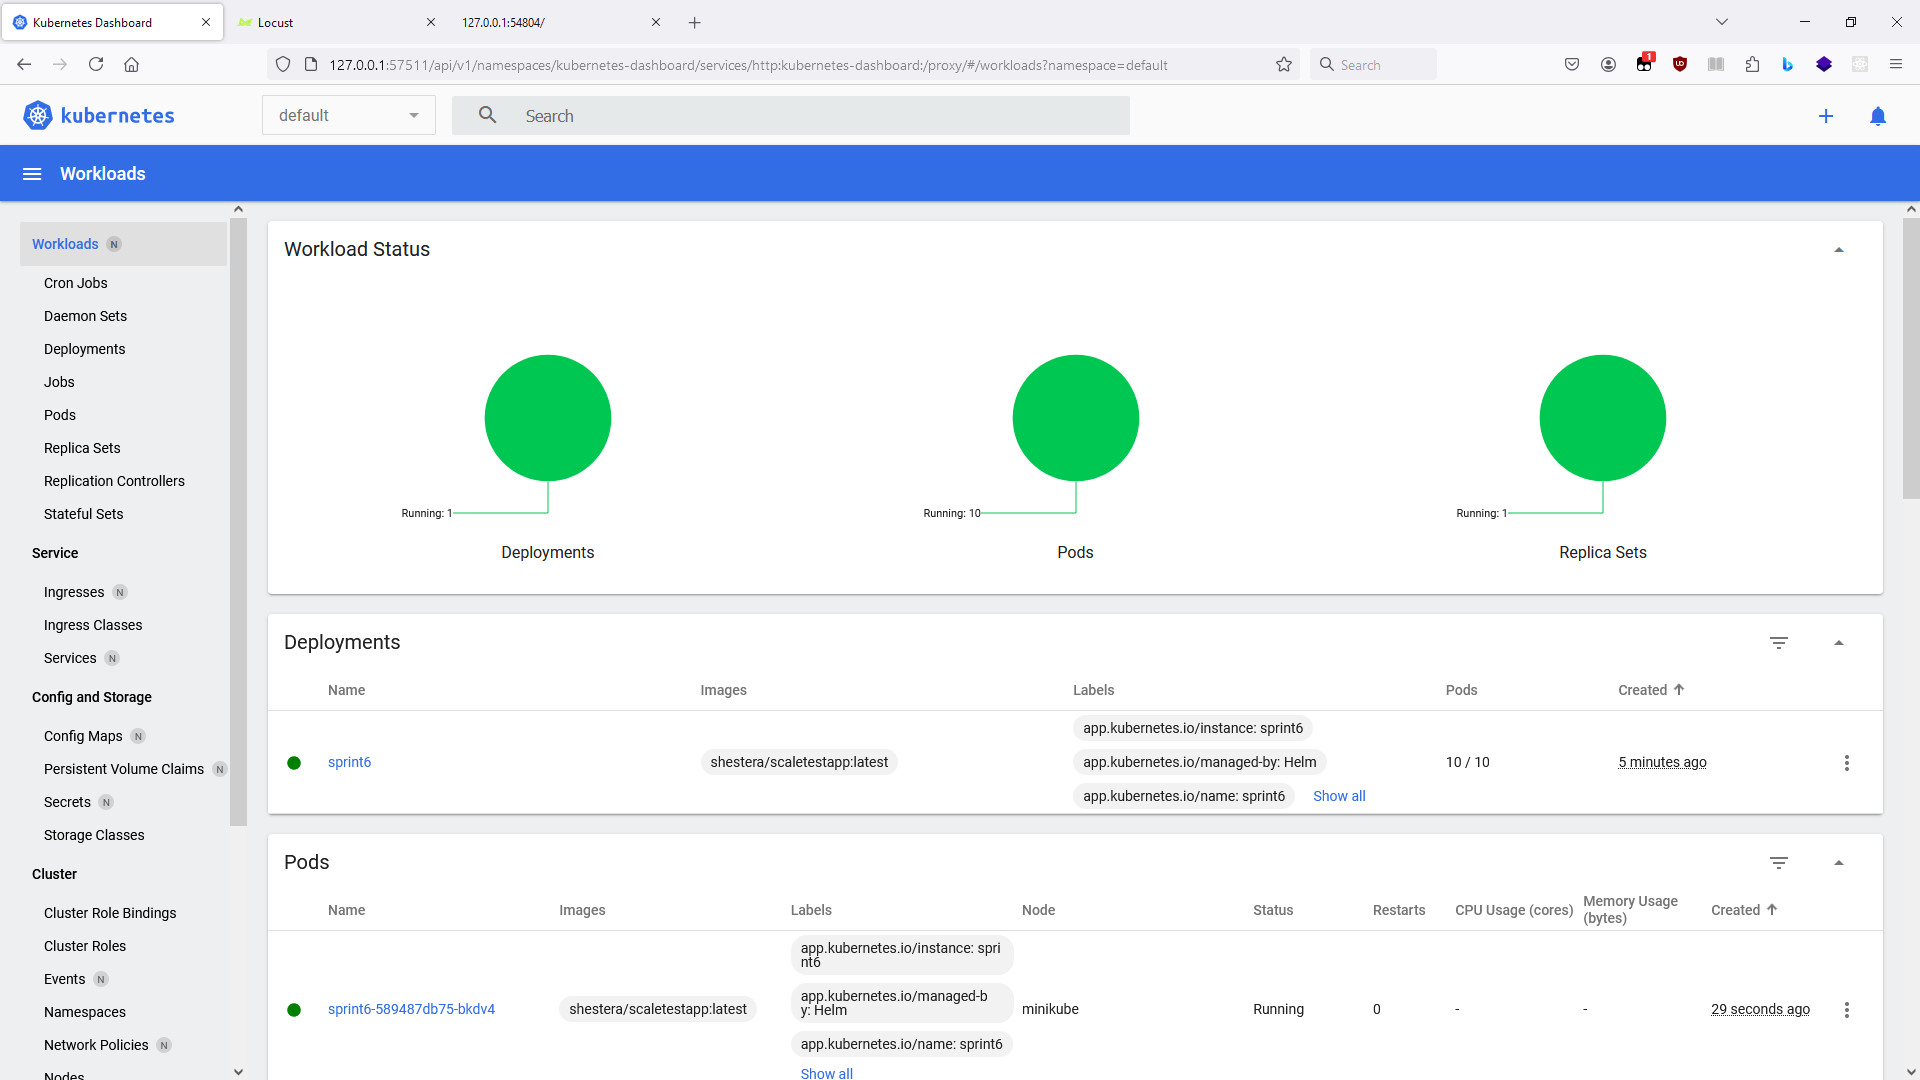 Kubernetes Dashboard
Locust
127.0.0.1:54804/
127.0.0.1:57511/api/v1/namespaces/kubernetes-dashboard/services/http:kubernetes-dashboard:/proxy/#/workloads?namespace=default
Search
1
kubernetes
default
Search
Workloads
Workloads N
Cron Jobs
Daemon Sets
Deployments
Jobs
Pods
Replica Sets
Replication Controllers
Stateful Sets
Service
Ingresses N
Ingress Classes
Services N
Config and Storage
Config Maps N
Persistent Volume Claims N
Secrets N
Storage Classes
Cluster
Cluster Role Bindings
Cluster Roles
Events N
Namespaces
Network Policies N
Nodes
Workload Status
Running: 1
Deployments
Running: 10
Pods
Running: 1
Replica Sets
Deployments
Name Images Labels Pods Created
sprint6 shestera/scaletestapp:latest
app.kubernetes.io/instance: sprint6
app.kubernetes.io/managed-by: Helm
app.kubernetes.io/name: sprint6 Show all
10 / 10 5 minutes ago
Pods
Name Images Labels Node Status Restarts CPU Usage (cores) Memory Usage
(bytes) Created
sprint6-589487db75-bkdv4 shestera/scaletestapp:latest
app.kubernetes.io/instance: spri
nt6
app.kubernetes.io/managed-b
y: Helm
app.kubernetes.io/name: sprint6
Show all
minikube Running 0 - - 29 seconds ago